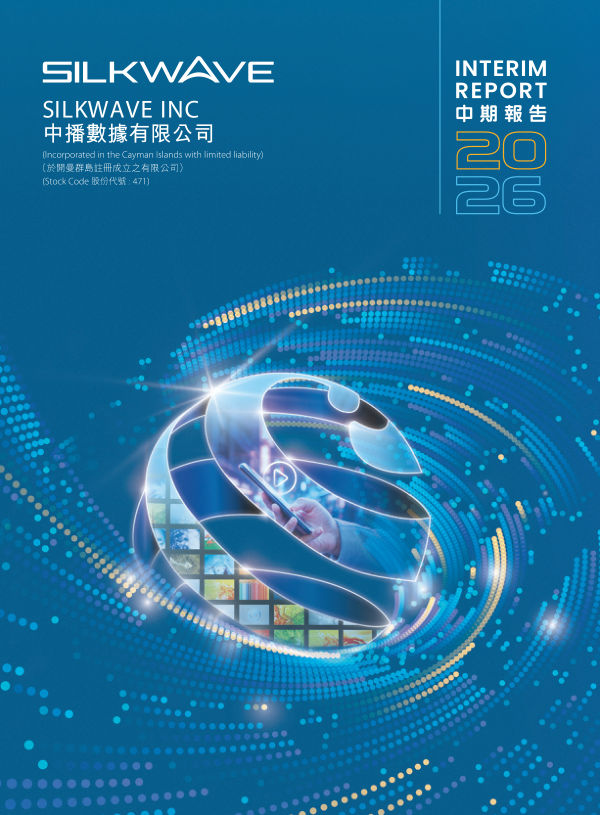 SILKWAVE
SILKWAVE INC
中播數據有限公司
(Incorporated in the Cayman Islands with limited liability)
(於開曼群島註冊成立之有限公司)
(Stock Code 股份代號 : 471)
INTERIM
REPORT
中期報告
20
26